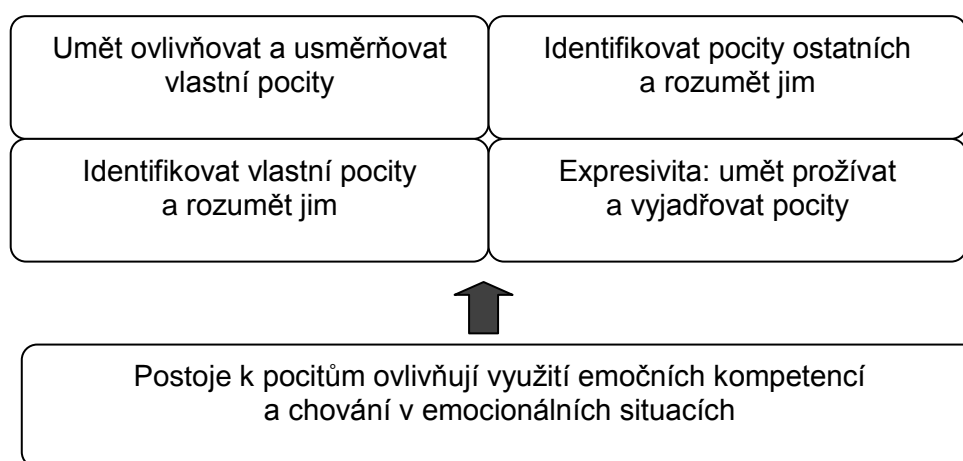 Umět ovlivňovat a usměrňovat
vlastní pocity
Identifikovat pocity ostatních
a rozumět jim
Identifikovat vlastní pocity
a rozumět jim
Expresivita: umět prožívat
a vyjadřovat pocity
Postoje k pocitům ovlivňují využití emočních kompetencí
a chování v emocionálních situacích